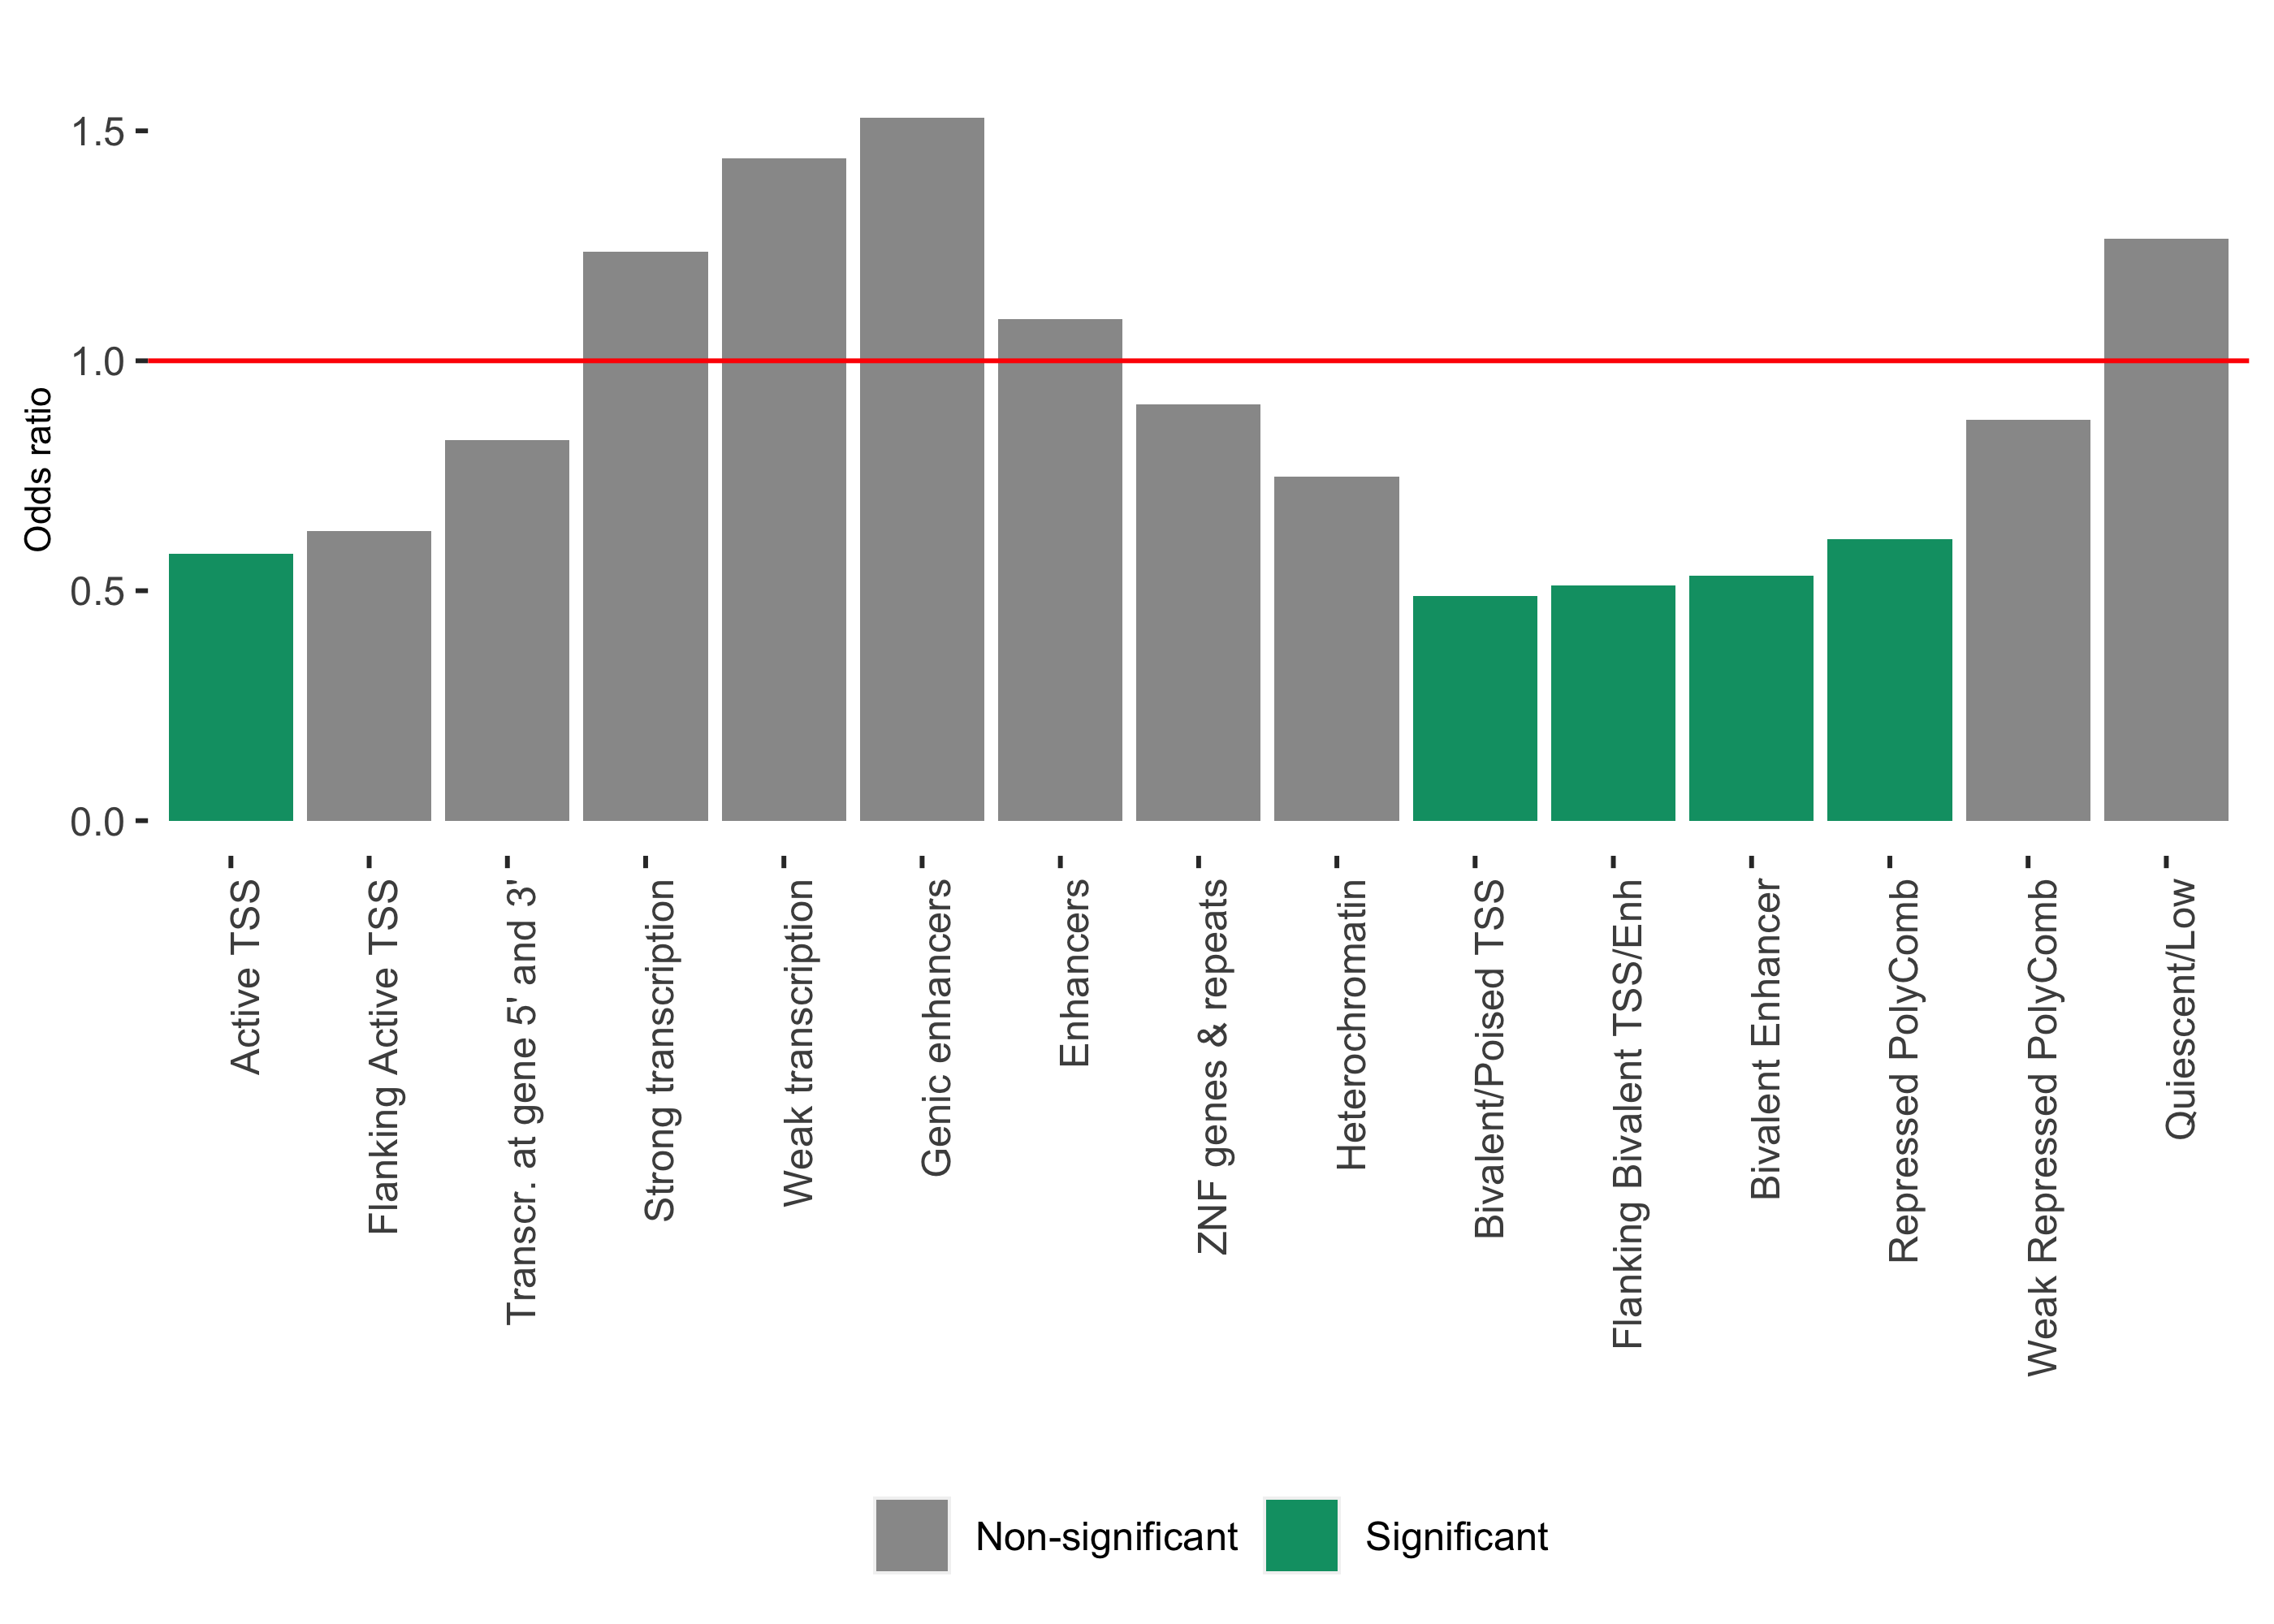 Odds ratio
1.5
1.0
0.5
0.0
Active TSS
Flanking Active TSS
Transcr. at gene 5' and 3'
Strong transcription
Weak transcription
Genic enhancers
Enhancers
ZNF genes & repeats
Heterochromatin
Bivalent/Poised TSS
Flanking Bivalent TSS/Enh
Bivalent Enhancer
Repressed PolyComb
Weak Repressed PolyComb
Quiescent/Low
Non-significant
Significant